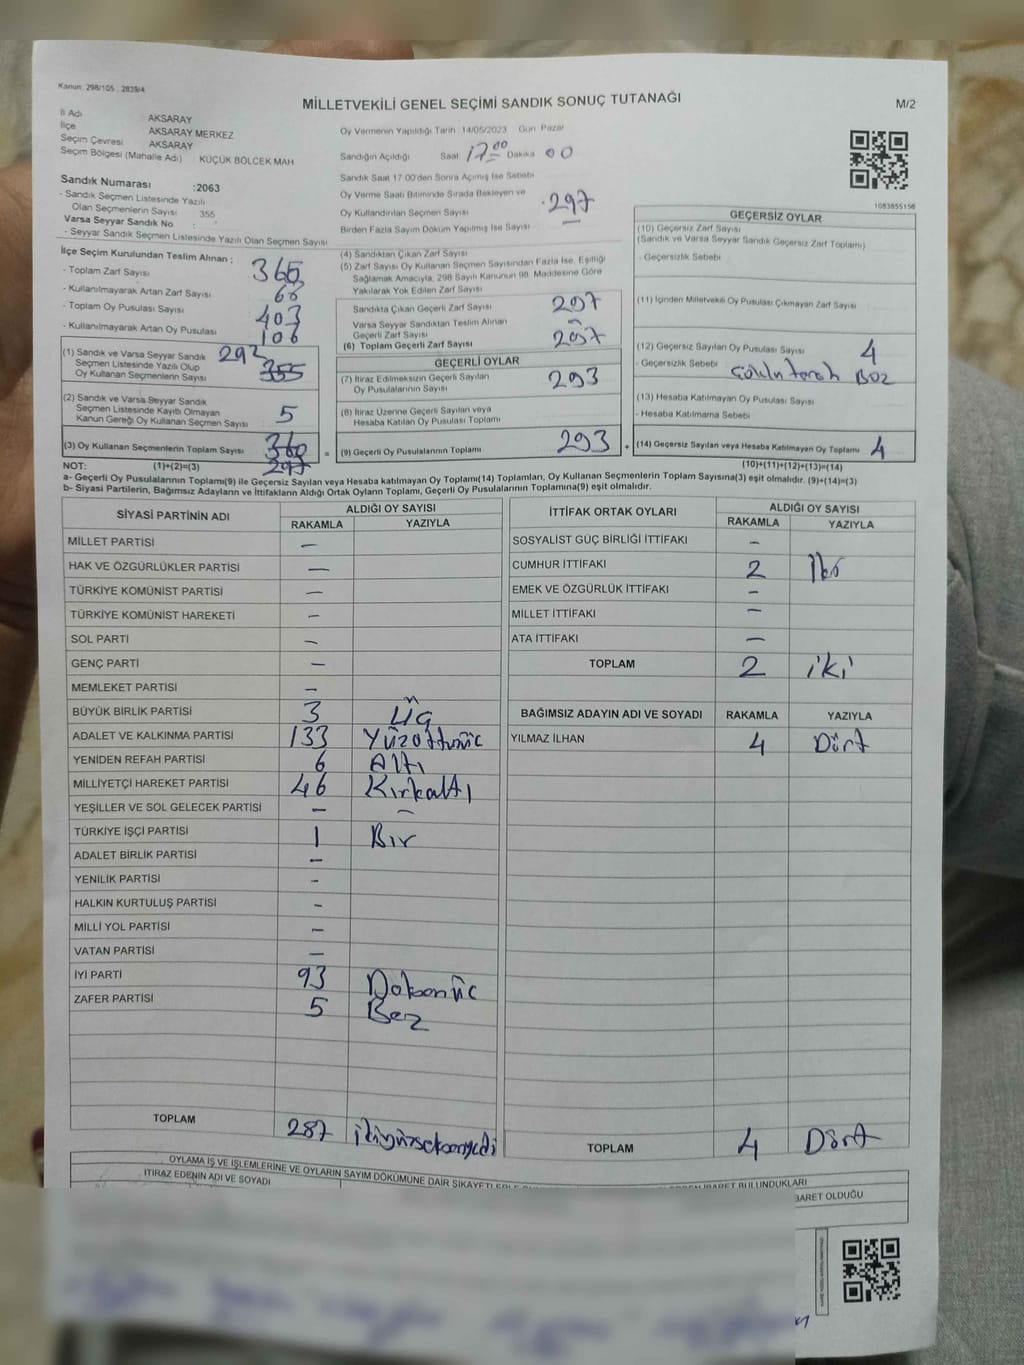 Kanun: 298/105, 2839/4
MİLLETVEKİLİ GENEL SEÇİMİ SANDIK SONUÇ TUTANAĞI
M/2
İl Adı AKSARAY
İlçe AKSARAY MERKEZ
Seçim Çevresi AKSARAY
Seçim Bölgesi (Mahalle Adı) KÜÇÜK BÖLCEK MAH
Sandık Numarası :2063
- Sandık Seçmen Listesinde Yazılı
Olan Seçmenlerin Sayısı 355
Varsa Seyyar Sandık No :
- Seyyar Sandık Seçmen Listesinde Yazılı Olan Seçmen Sayısı
Oy Vermenin Yapıldığı Tarih : 14/05/2023 Gün Pazar
Sandığın Açıldığı Saat 17 00 Dakika 00
Sandık Saat 17:00'den Sonra Açılmış İse Sebebi
Oy Verme Saati Bitiminde Sırada Bekleyen ve
Oy Kullandırılan Seçmen Sayısı 297
Birden Fazla Sayım Döküm Yapılmış İse Sayısı
1083855156
İlçe Seçim Kurulundan Teslim Alınan ;
- Toplam Zarf Sayısı 365
- Kullanılmayarak Artan Zarf Sayısı 68
- Toplam Oy Pusulası Sayısı 403
- Kullanılmayarak Artan Oy Pusulası 106
(1) Sandık ve Varsa Seyyar Sandık 292
Seçmen Listesinde Yazılı Olup 355
Oy Kullanan Seçmenlerin Sayısı
(2) Sandık ve Varsa Seyyar Sandık
Seçmen Listesinde Kayıtlı Olmayan 5
Kanun Gereği Oy Kullanan Seçmen Sayısı
(3) Oy Kullanan Seçmenlerin Toplam Sayısı 360
297
(4) Sandıktan Çıkan Zarf Sayısı
(5) Zarf Sayısı Oy Kullanan Seçmen Sayısından Fazla İse, Eşitliği
Sağlamak Amacıyla, 298 Sayılı Kanunun 98. Maddesine Göre
Yakılarak Yok Edilen Zarf Sayısı
Sandıkta Çıkan Geçerli Zarf Sayısı 297
Varsa Seyyar Sandıktan Teslim Alınan
Geçerli Zarf Sayısı
(6) Toplam Geçerli Zarf Sayısı 297
GEÇERLİ OYLAR
(7) İtiraz Edilmeksizin Geçerli Sayılan 293
Oy Pusulalarının Sayısı
(8) İtiraz Üzerine Geçerli Sayılan veya
Hesaba Katılan Oy Pusulası Toplamı
= (9) Geçerli Oy Pusulalarının Toplamı 293 +
GEÇERSİZ OYLAR
(10) Geçersiz Zarf Sayısı
(Sandık ve Varsa Seyyar Sandık Geçersiz Zarf Toplamı)
- Geçersizlik Sebebi
(11) İçinden Milletvekili Oy Pusulası Çıkmayan Zarf Sayısı
(12) Geçersiz Sayılan Oy Pusulası Sayısı 4
- Geçersizlik Sebebi
(13) Hesaba Katılmayan Oy Pusulası Sayısı
- Hesaba Katılmama Sebebi
(14) Geçersiz Sayılan veya Hesaba Katılmayan Oy Toplamı 4
NOT: (1)+(2)=(3) (10)+(11)+(12)+(13)=(14)
a- Geçerli Oy Pusulalarının Toplamı(9) ile Geçersiz Sayılan veya Hesaba katılmayan Oy Toplam(14) Toplamları, Oy Kullanan Seçmenlerin Toplam Sayısına(3) eşit olmalıdır. (9)+(14)=(3)
b- Siyasi Partilerin, Bağımsız Adayların ve İttifakların Aldığı Ortak Oyların Toplamı, Geçerli Oy Pusulalarının Toplamına(9) eşit olmalıdır.
SİYASİ PARTİNİN ADI ALDIĞI OY SAYISI
RAKAMLA YAZIYLA
MİLLET PARTİSİ —
HAK VE ÖZGÜRLÜKLER PARTİSİ —
TÜRKİYE KOMÜNİST PARTİSİ —
TÜRKİYE KOMÜNİST HAREKETİ —
SOL PARTİ —
GENÇ PARTİ —
MEMLEKET PARTİSİ —
BÜYÜK BİRLİK PARTİSİ 3 Üç
ADALET VE KALKINMA PARTİSİ 133 Yüzottuzüç
YENİDEN REFAH PARTİSİ 6 Altı
MİLLİYETÇİ HAREKET PARTİSİ 46 Kırkaltı
YEŞİLLER VE SOL GELECEK PARTİSİ — —
TÜRKİYE İŞÇİ PARTİSİ 1 Bır
ADALET BİRLİK PARTİSİ —
YENİLİK PARTİSİ -
HALKIN KURTULUŞ PARTİSİ -
MİLLİ YOL PARTİSİ —
VATAN PARTİSİ —
İYİ PARTİ 93 Doksanüç
ZAFER PARTİSİ 5 Beş
TOPLAM 287 ikiyüzseksenyedi
İTTİFAK ORTAK OYLARI ALDIĞI OY SAYISI
RAKAMLA YAZIYLA
SOSYALİST GÜÇ BİRLİĞİ İTTİFAKI —
CUMHUR İTTİFAKI 2 İki
EMEK VE ÖZGÜRLÜK İTTİFAKI —
MİLLET İTTİFAKI —
ATA İTTİFAKI —
TOPLAM 2 iki
BAĞIMSIZ ADAYIN ADI VE SOYADI RAKAMLA YAZIYLA
YILMAZ İLHAN 4 Dört
TOPLAM 4 Dört
OYLAMA İŞ VE İŞLEMLERİNE VE OYLARIN SAYIM DÖKÜMÜNE DAİR ŞİKAYETLERLE
BULUNDUKLARI
İTİRAZ EDENİN ADI VE SOYADI
İBARET OLDUĞU